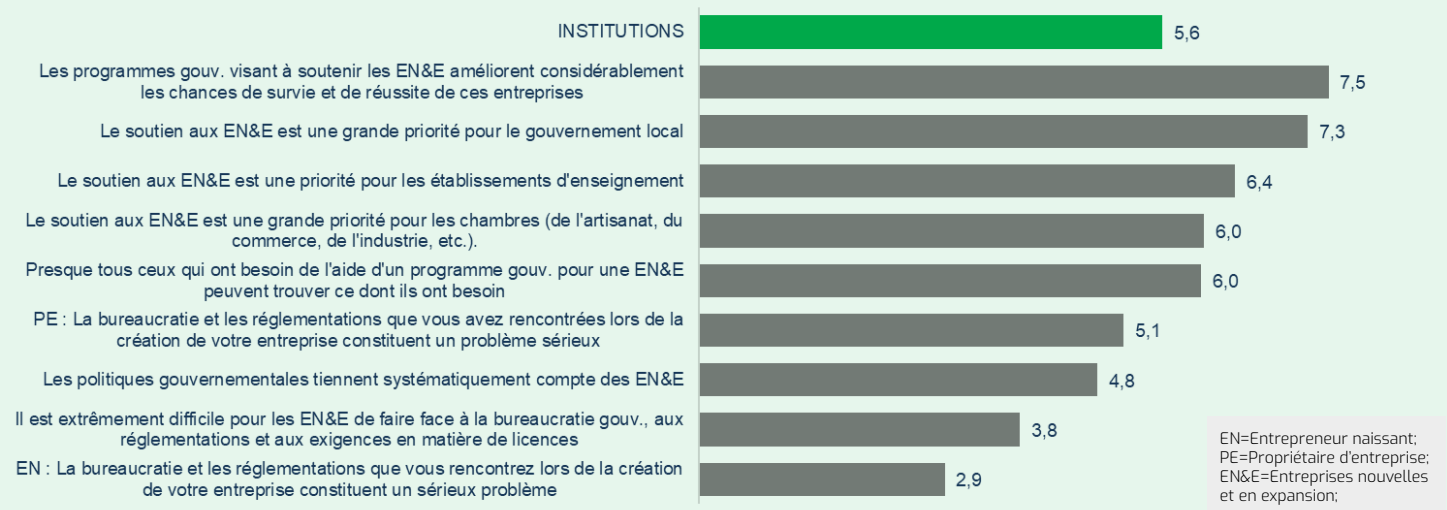 INSTITUTIONS
5,6
Les programmes gouv. visant à soutenir les EN&E améliorent considérablement
les chances de survie et de réussite de ces entreprises
7,5
Le soutien aux EN&E est une grande priorité pour le gouvernement local
7,3
Le soutien aux EN&E est une priorité pour les établissements d'enseignement
6,4
Le soutien aux EN&E est une grande priorité pour les chambres (de l'artisanat, du
commerce, de l'industrie, etc.).
6,0
Presque tous ceux qui ont besoin de l'aide d'un programme gouv. pour une EN&E
peuvent trouver ce dont ils ont besoin
6,0
PE : La bureaucratie et les réglementations que vous avez rencontrées lors de la
création de votre entreprise constituent un problème sérieux
5,1
Les politiques gouvernementales tiennent systématiquement compte des EN&E
4,8
Il est extrêmement difficile pour les EN&E de faire face à la bureaucratie gouv., aux
réglementations et aux exigences en matière de licences
3,8
EN : La bureaucratie et les réglementations que vous rencontrez lors de la création
de votre entreprise constituent un sérieux problème
2,9
EN=Entrepreneur naissant;
PE=Propriétaire d'entreprise;
EN&E=Entreprises nouvelles
et en expansion;